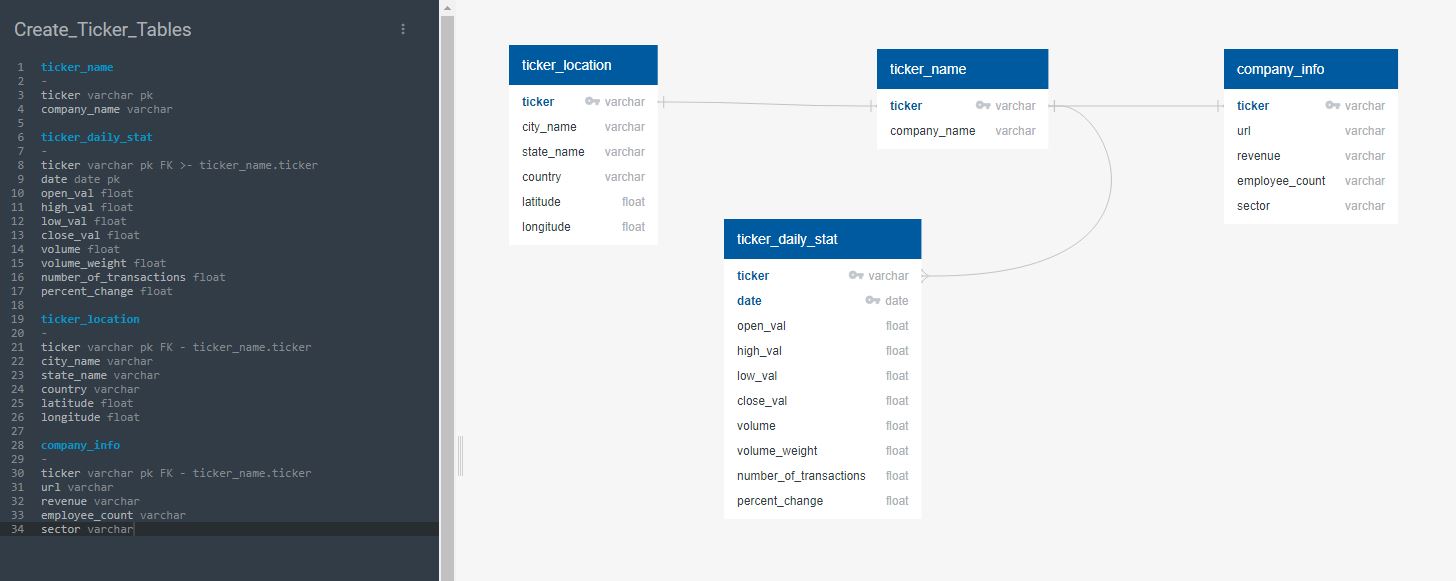 Create_Ticker_Tables
1 ticker_name
2 -
3 ticker varchar pk
4 company_name varchar
5
6 ticker_daily_stat
7 -
8 ticker varchar pk FK >- ticker_name.ticker
9 date date pk
10 open_val float
11 high_val float
12 low_val float
13 close_val float
14 volume float
15 volume_weight float
16 number_of_transactions float
17 percent_change float
18
19 ticker_location
20 -
21 ticker varchar pk FK - ticker_name.ticker
22 city_name varchar
23 state_name varchar
24 country varchar
25 latitude float
26 longitude float
27
28 company_info
29 -
30 ticker varchar pk FK - ticker_name.ticker
31 url varchar
32 revenue varchar
33 employee_count varchar
34 sector varchar
ticker_location
ticker varchar
city_name varchar
state_name varchar
country varchar
latitude float
longitude float
ticker_name
ticker varchar
company_name varchar
company_info
ticker varchar
url varchar
revenue varchar
employee_count varchar
sector varchar
ticker_daily_stat
ticker varchar
date date
open_val float
high_val float
low_val float
close_val float
volume float
volume_weight float
number_of_transactions float
percent_change float